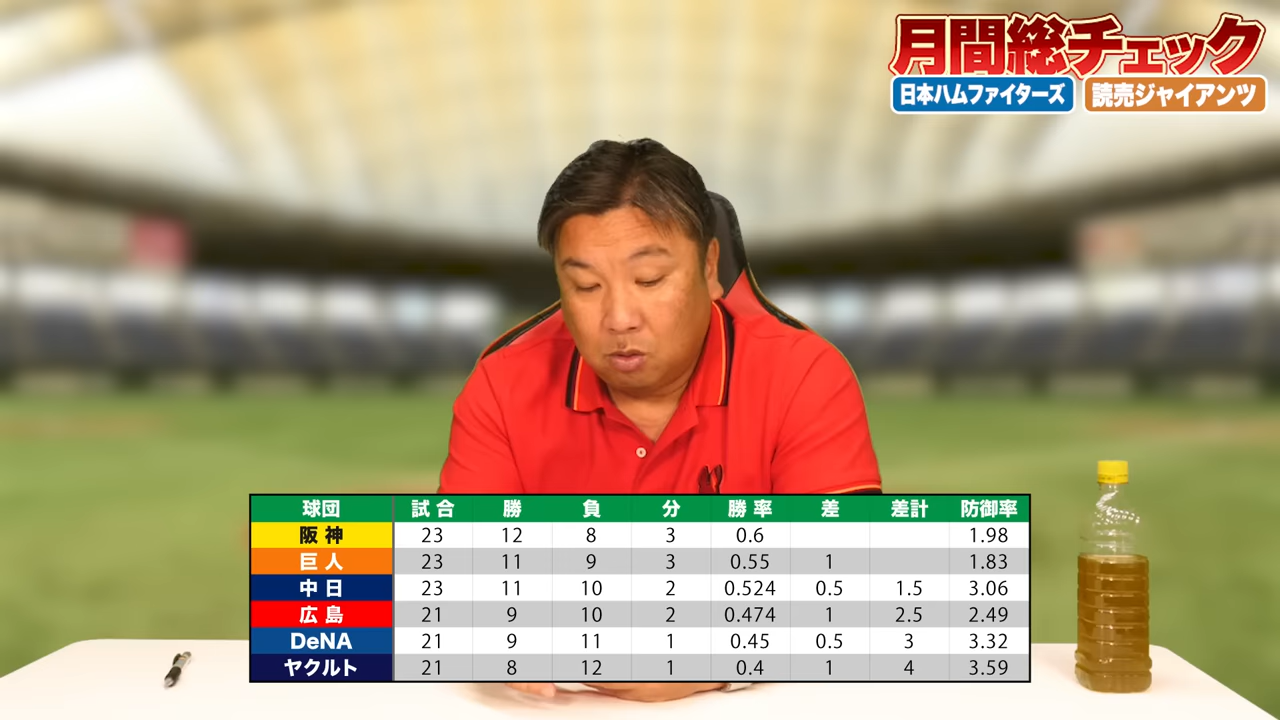 月間総チェック
日本ハムファイターズ 読売ジャイアンツ
球団 試合 勝 負 分 勝率 差 差計 防御率
阪神 23 12 8 3 0.6 1.98
巨人 23 11 9 3 0.55 1 1.83
中日 23 11 10 2 0.524 0.5 1.5 3.06
広島 21 9 10 2 0.474 1 2.5 2.49
DeNA 21 9 11 1 0.45 0.5 3 3.32
ヤクルト 21 8 12 1 0.4 1 4 3.59